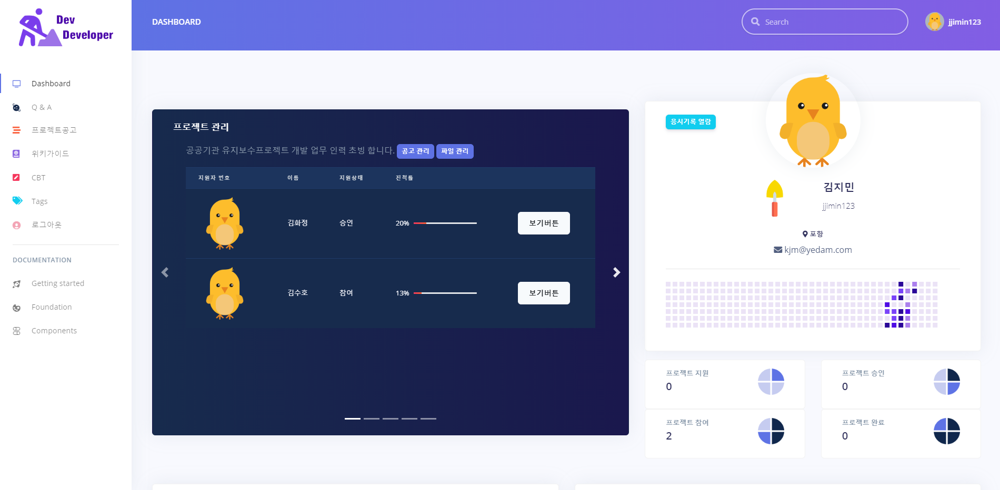 Dev
Developer
DASHBOARD
Search
jjimin123
Dashboard
Q & A
프로젝트공고
위키가이드
CBT
Tags
로그아웃
DOCUMENTATION
Getting started
Foundation
Components
프로젝트 관리
공공기관 유지보수프로젝트 개발 업무 인력 초빙 합니다. 공고 관리 파일 관리
지원자 번호 이름 지원상태 진척률
김화정 승인 20% 보기버튼
김수호 참여 13% 보기버튼
응시기록 열람
김지민
jjimin123
포항
kjm@yedam.com
프로젝트 지원
0
프로젝트 승인
0
프로젝트 참여
2
프로젝트 완료
0